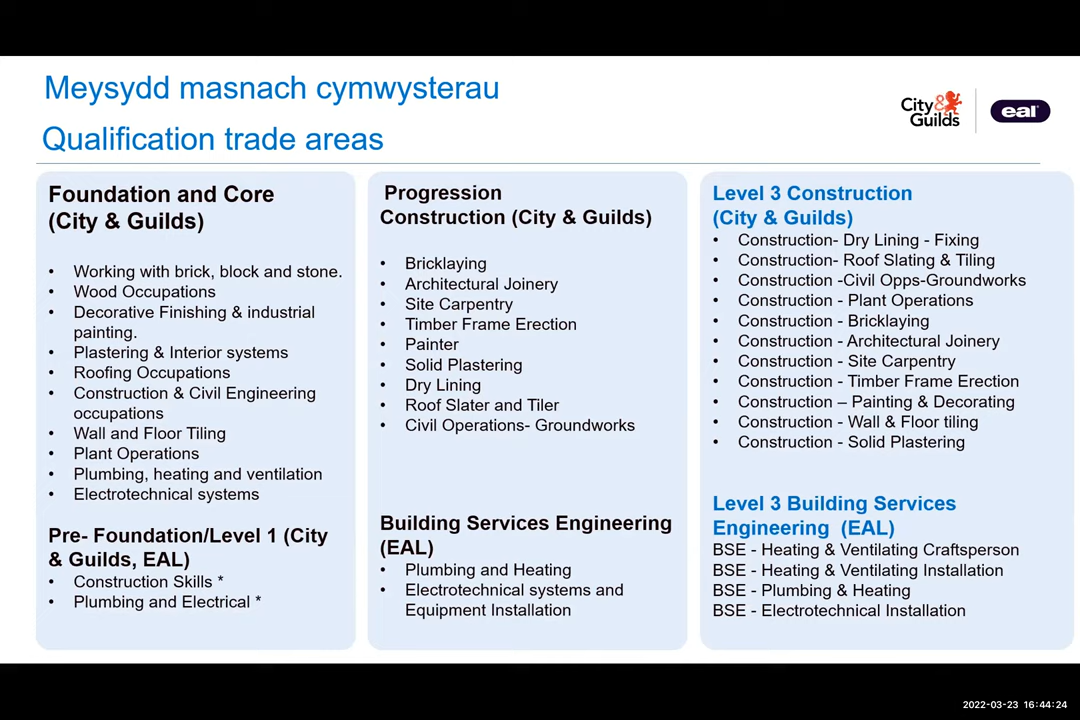 Meysydd masnach cymwysterau
Qualification trade areas
City & Guilds
eal
Foundation and Core
(City & Guilds)
• Working with brick, block and stone.
• Wood Occupations
• Decorative Finishing & industrial
painting.
• Plastering & Interior systems
• Roofing Occupations
• Construction & Civil Engineering
occupations
• Wall and Floor Tiling
• Plant Operations
• Plumbing, heating and ventilation
• Electrotechnical systems
Pre- Foundation/Level 1 (City
& Guilds, EAL)
• Construction Skills *
• Plumbing and Electrical *
Progression
Construction (City & Guilds)
• Bricklaying
• Architectural Joinery
• Site Carpentry
• Timber Frame Erection
• Painter
• Solid Plastering
• Dry Lining
• Roof Slater and Tiler
• Civil Operations- Groundworks
Building Services Engineering
(EAL)
• Plumbing and Heating
• Electrotechnical systems and
Equipment Installation
Level 3 Construction
(City & Guilds)
• Construction- Dry Lining - Fixing
• Construction- Roof Slating & Tiling
• Construction -Civil Opps-Groundworks
• Construction - Plant Operations
• Construction - Bricklaying
• Construction - Architectural Joinery
• Construction - Site Carpentry
• Construction - Timber Frame Erection
• Construction – Painting & Decorating
• Construction - Wall & Floor tiling
• Construction - Solid Plastering
Level 3 Building Services
Engineering (EAL)
BSE - Heating & Ventilating Craftsperson
BSE - Heating & Ventilating Installation
BSE - Plumbing & Heating
BSE - Electrotechnical Installation
2022-03-23 16:44:24